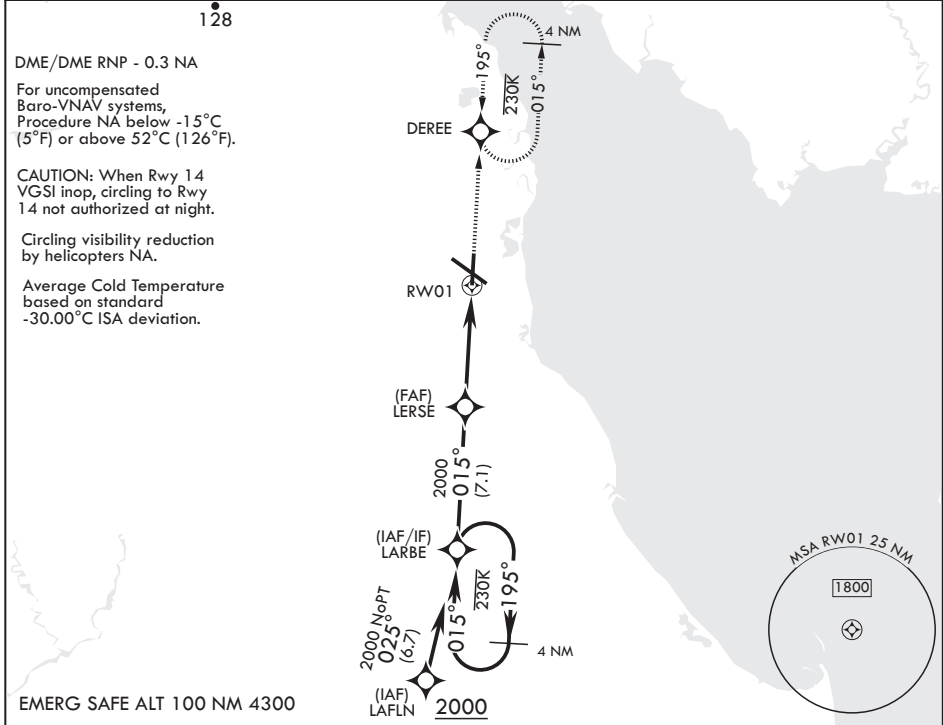 128
DME/DME RNP - 0.3 NA
For uncompensated
Baro-VNAV systems,
Procedure NA below -15°C
(5°F) or above 52°C (126°F).
CAUTION: When Rwy 14
VGSI inop, circling to Rwy
14 not authorized at night.
Circling visibility reduction
by helicopters NA.
Average Cold Temperature
based on standard
-30.00°C ISA deviation.
4 NM
195°
230K
015°
DEREE
RW01
(FAF)
LERSE
2000
015°
(7.1)
(IAF/IF)
LARBE
230K
195°
015°
4 NM
2000 NoPT
025°
(6.7)
(IAF)
LAFLN
2000
MSA RW01 25 NM
1800
EMERG SAFE ALT 100 NM 4300